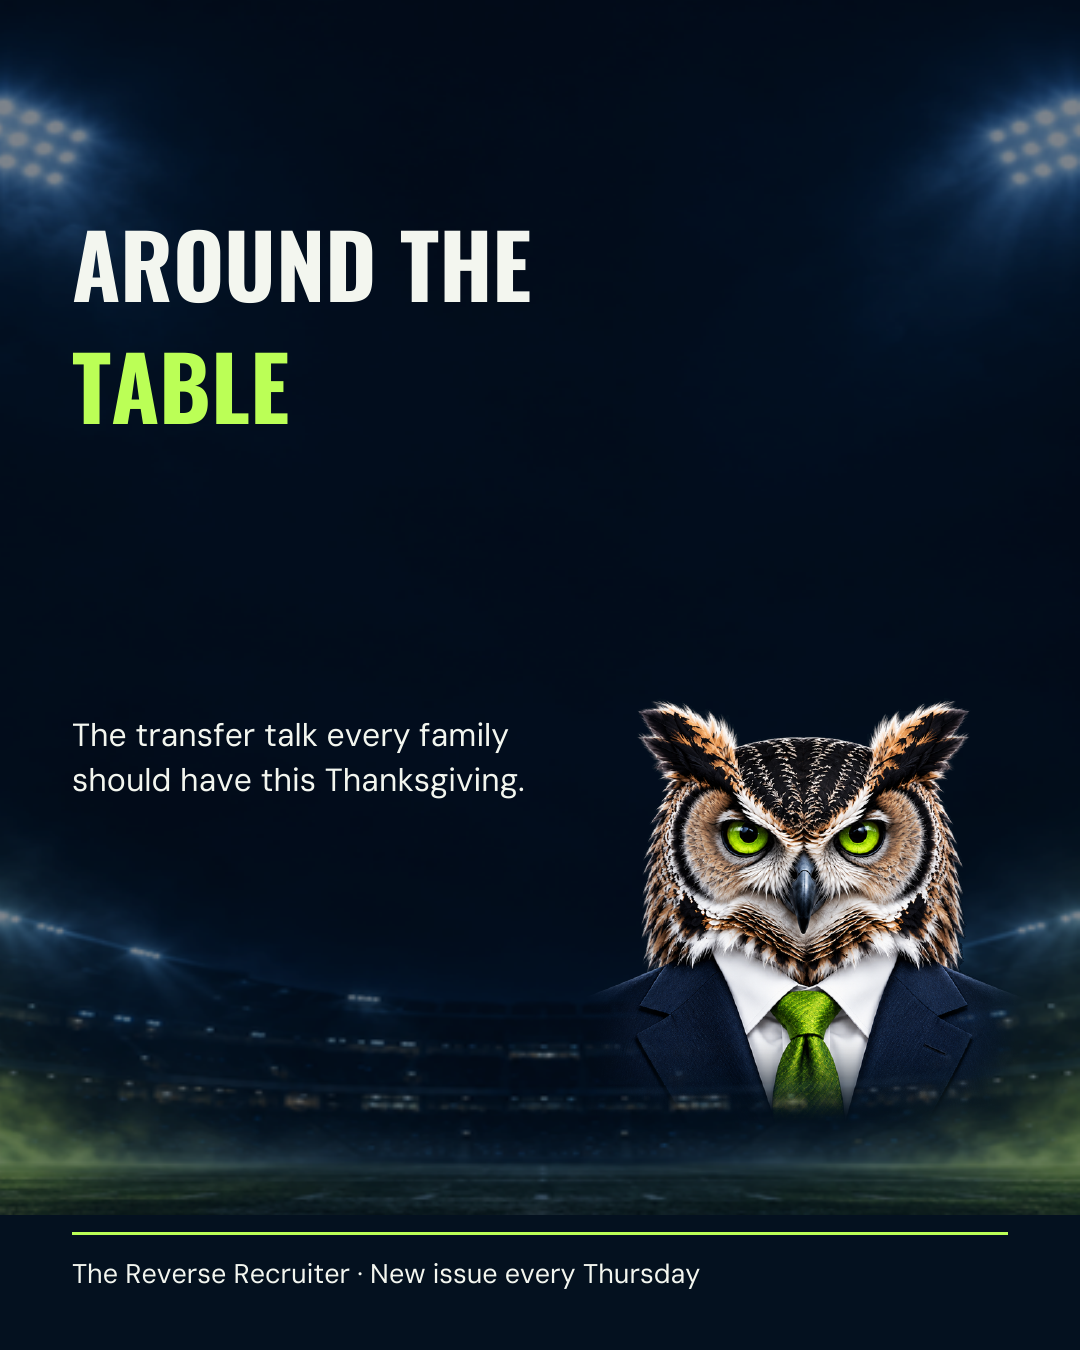 AROUND THE
TABLE
The transfer talk every family
should have this Thanksgiving.
The Reverse Recruiter · New issue every Thursday